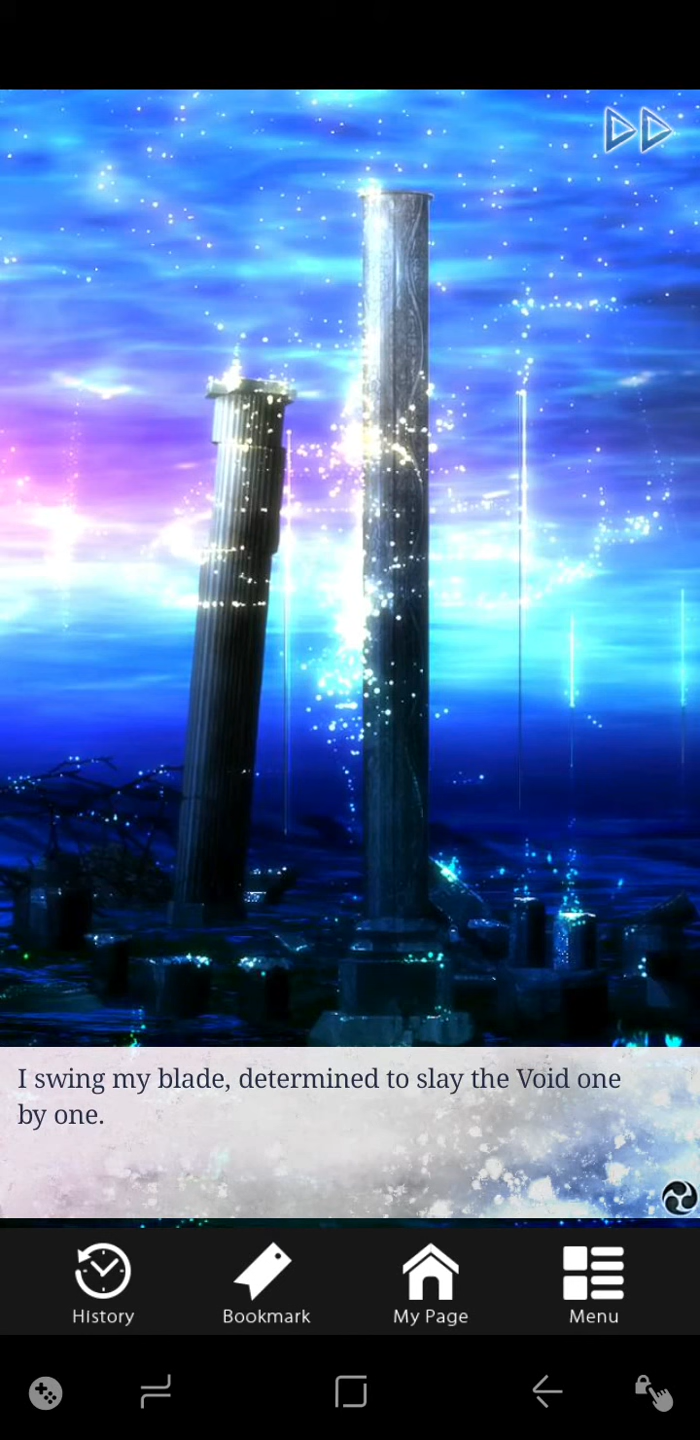 I swing my blade, determined to slay the Void one
by one.
History
Bookmark
My Page
Menu